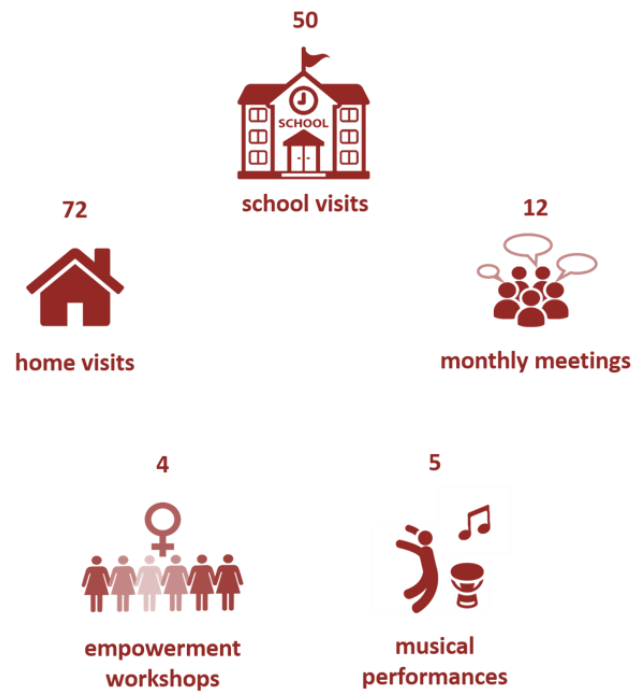 50
SCHOOL
school visits
72
home visits
12
monthly meetings
4
empowerment
workshops
5
musical
performances